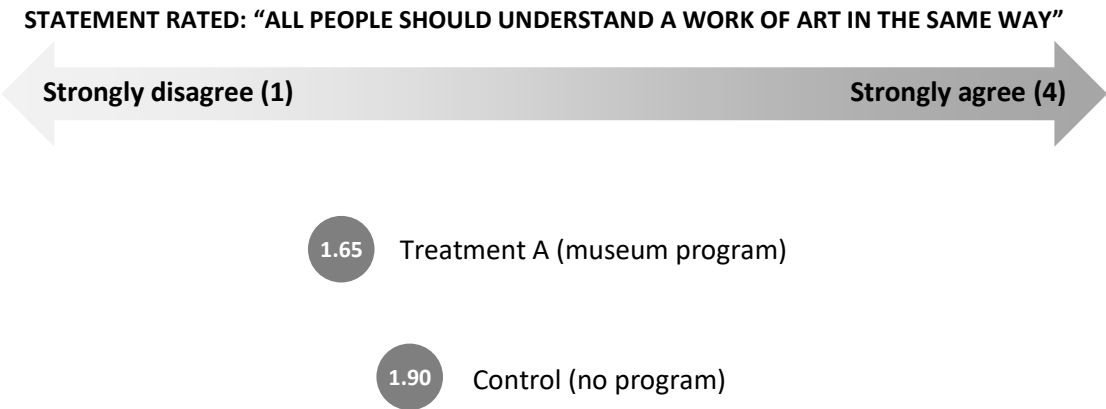 STATEMENT RATED: “ALL PEOPLE SHOULD UNDERSTAND A WORK OF ART IN THE SAME WAY”
Strongly disagree (1) Strongly agree (4)
1.65 Treatment A (museum program)
1.90 Control (no program)